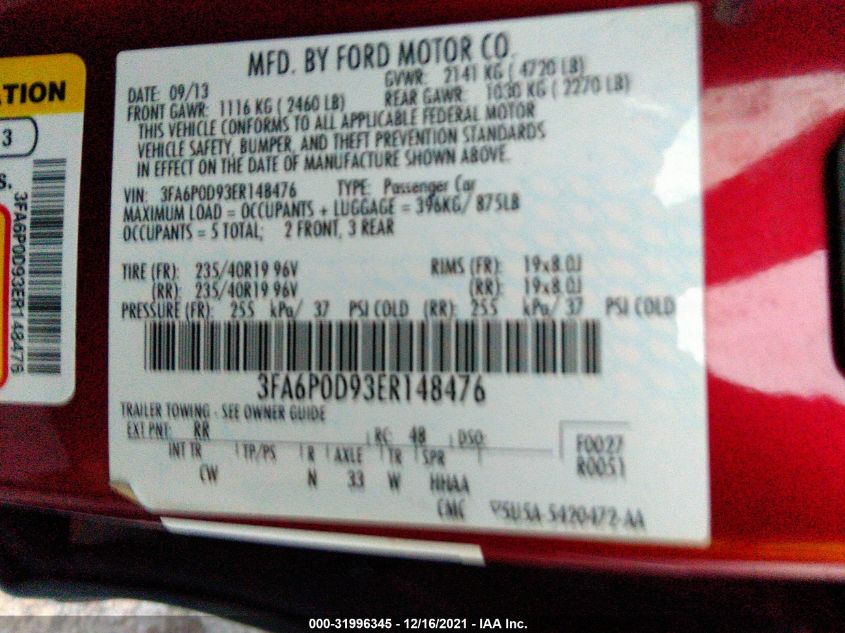 MFD. BY FORD MOTOR CO.
DATE: 09/13 GVWR: 2141 KG ( 4720 LB)
FRONT GAWR: 1116 KG ( 2460 LB) REAR GAWR: 1030 KG ( 2270 LB)
THIS VEHICLE CONFORMS TO ALL APPLICABLE FEDERAL MOTOR
VEHICLE SAFETY, BUMPER, AND THEFT PREVENTION STANDARDS
IN EFFECT ON THE DATE OF MANUFACTURE SHOWN ABOVE.
VIN: 3FA6P0D93ER148476 TYPE: Passenger Car
MAXIMUM LOAD = OCCUPANTS + LUGGAGE = 396KG/ 875LB
OCCUPANTS = 5 TOTAL; 2 FRONT, 3 REAR
TIRE (FR): 235/40R19 96V RIMS (FR): 19x8.0J
(RR): 235/40R19 96V (RR): 19x8.0J
PRESSURE (FR): 255 kPa/ 37 PSI COLD (RR): 255 kPa/ 37 PSI COLD
3FA6P0D93ER148476
TRAILER TOWING - SEE OWNER GUIDE
EXT PNT: RR RC: 48 DSO: F0027
INT TR TP/PS R AXLE TR SPR R0051
CW N 33 W HHAA
CMC 5U5A-5420472-AA
TION
3
S.
3FA6P0D93ER148476
000-31996345 - 12/16/2021 - IAA Inc.